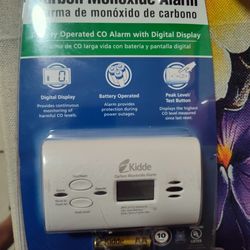 Carbon Monoxide Alarm
Alarma de monóxido de carbono
Battery Operated CO Alarm with Digital Display
Alarma de CO larga vida con batería y pantalla digital
Digital Display
Provides continuous
monitoring of
harmful CO levels.
Battery Operated
Alarm provides
protection during
power outages.
Peak Level/
Test Button
Displays the highest
CO level measured
since last reset.
Kidde
Carbon Monoxide Alarm
Kidde
10